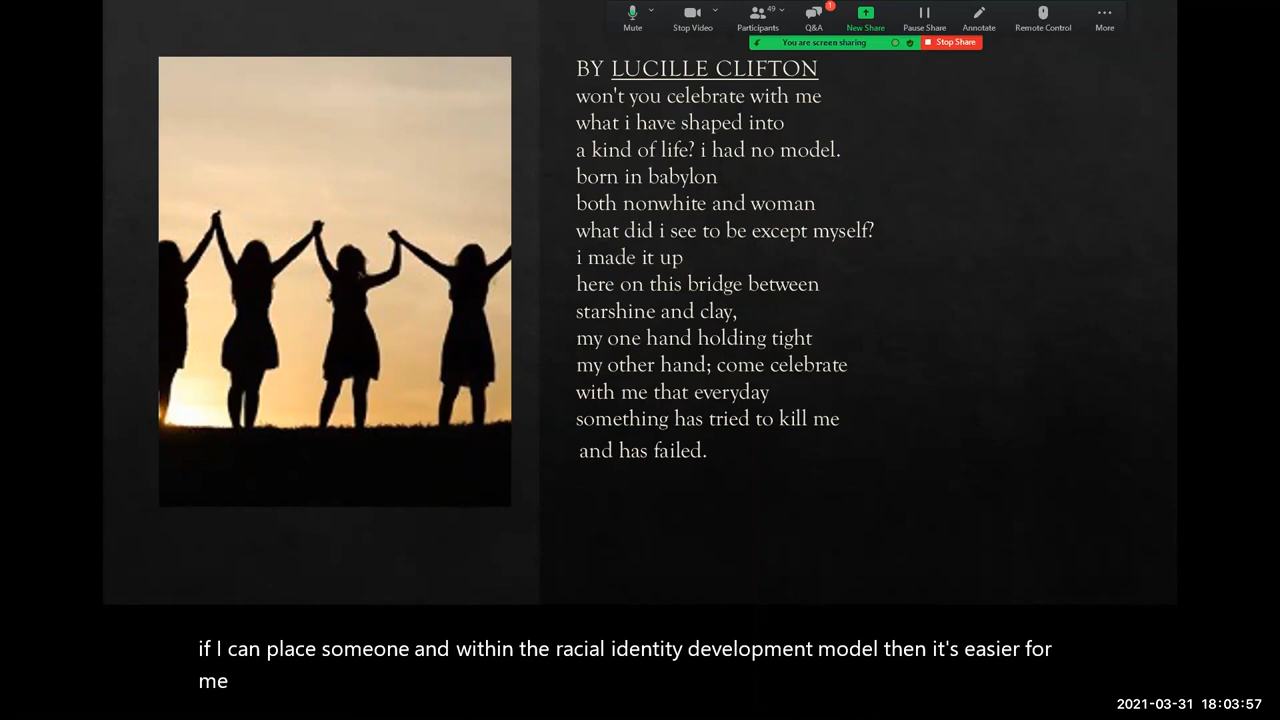 Mute
Stop Video
49
Participants
1
Q&A
New Share
Pause Share
Annotate
Remote Control
More
You are screen sharing
Stop Share
BY LUCILLE CLIFTON
won't you celebrate with me
what i have shaped into
a kind of life? i had no model.
born in babylon
both nonwhite and woman
what did i see to be except myself?
i made it up
here on this bridge between
starshine and clay,
my one hand holding tight
my other hand; come celebrate
with me that everyday
something has tried to kill me
and has failed.
if I can place someone and within the racial identity development model then it's easier for
me
2021-03-31 18:03:57